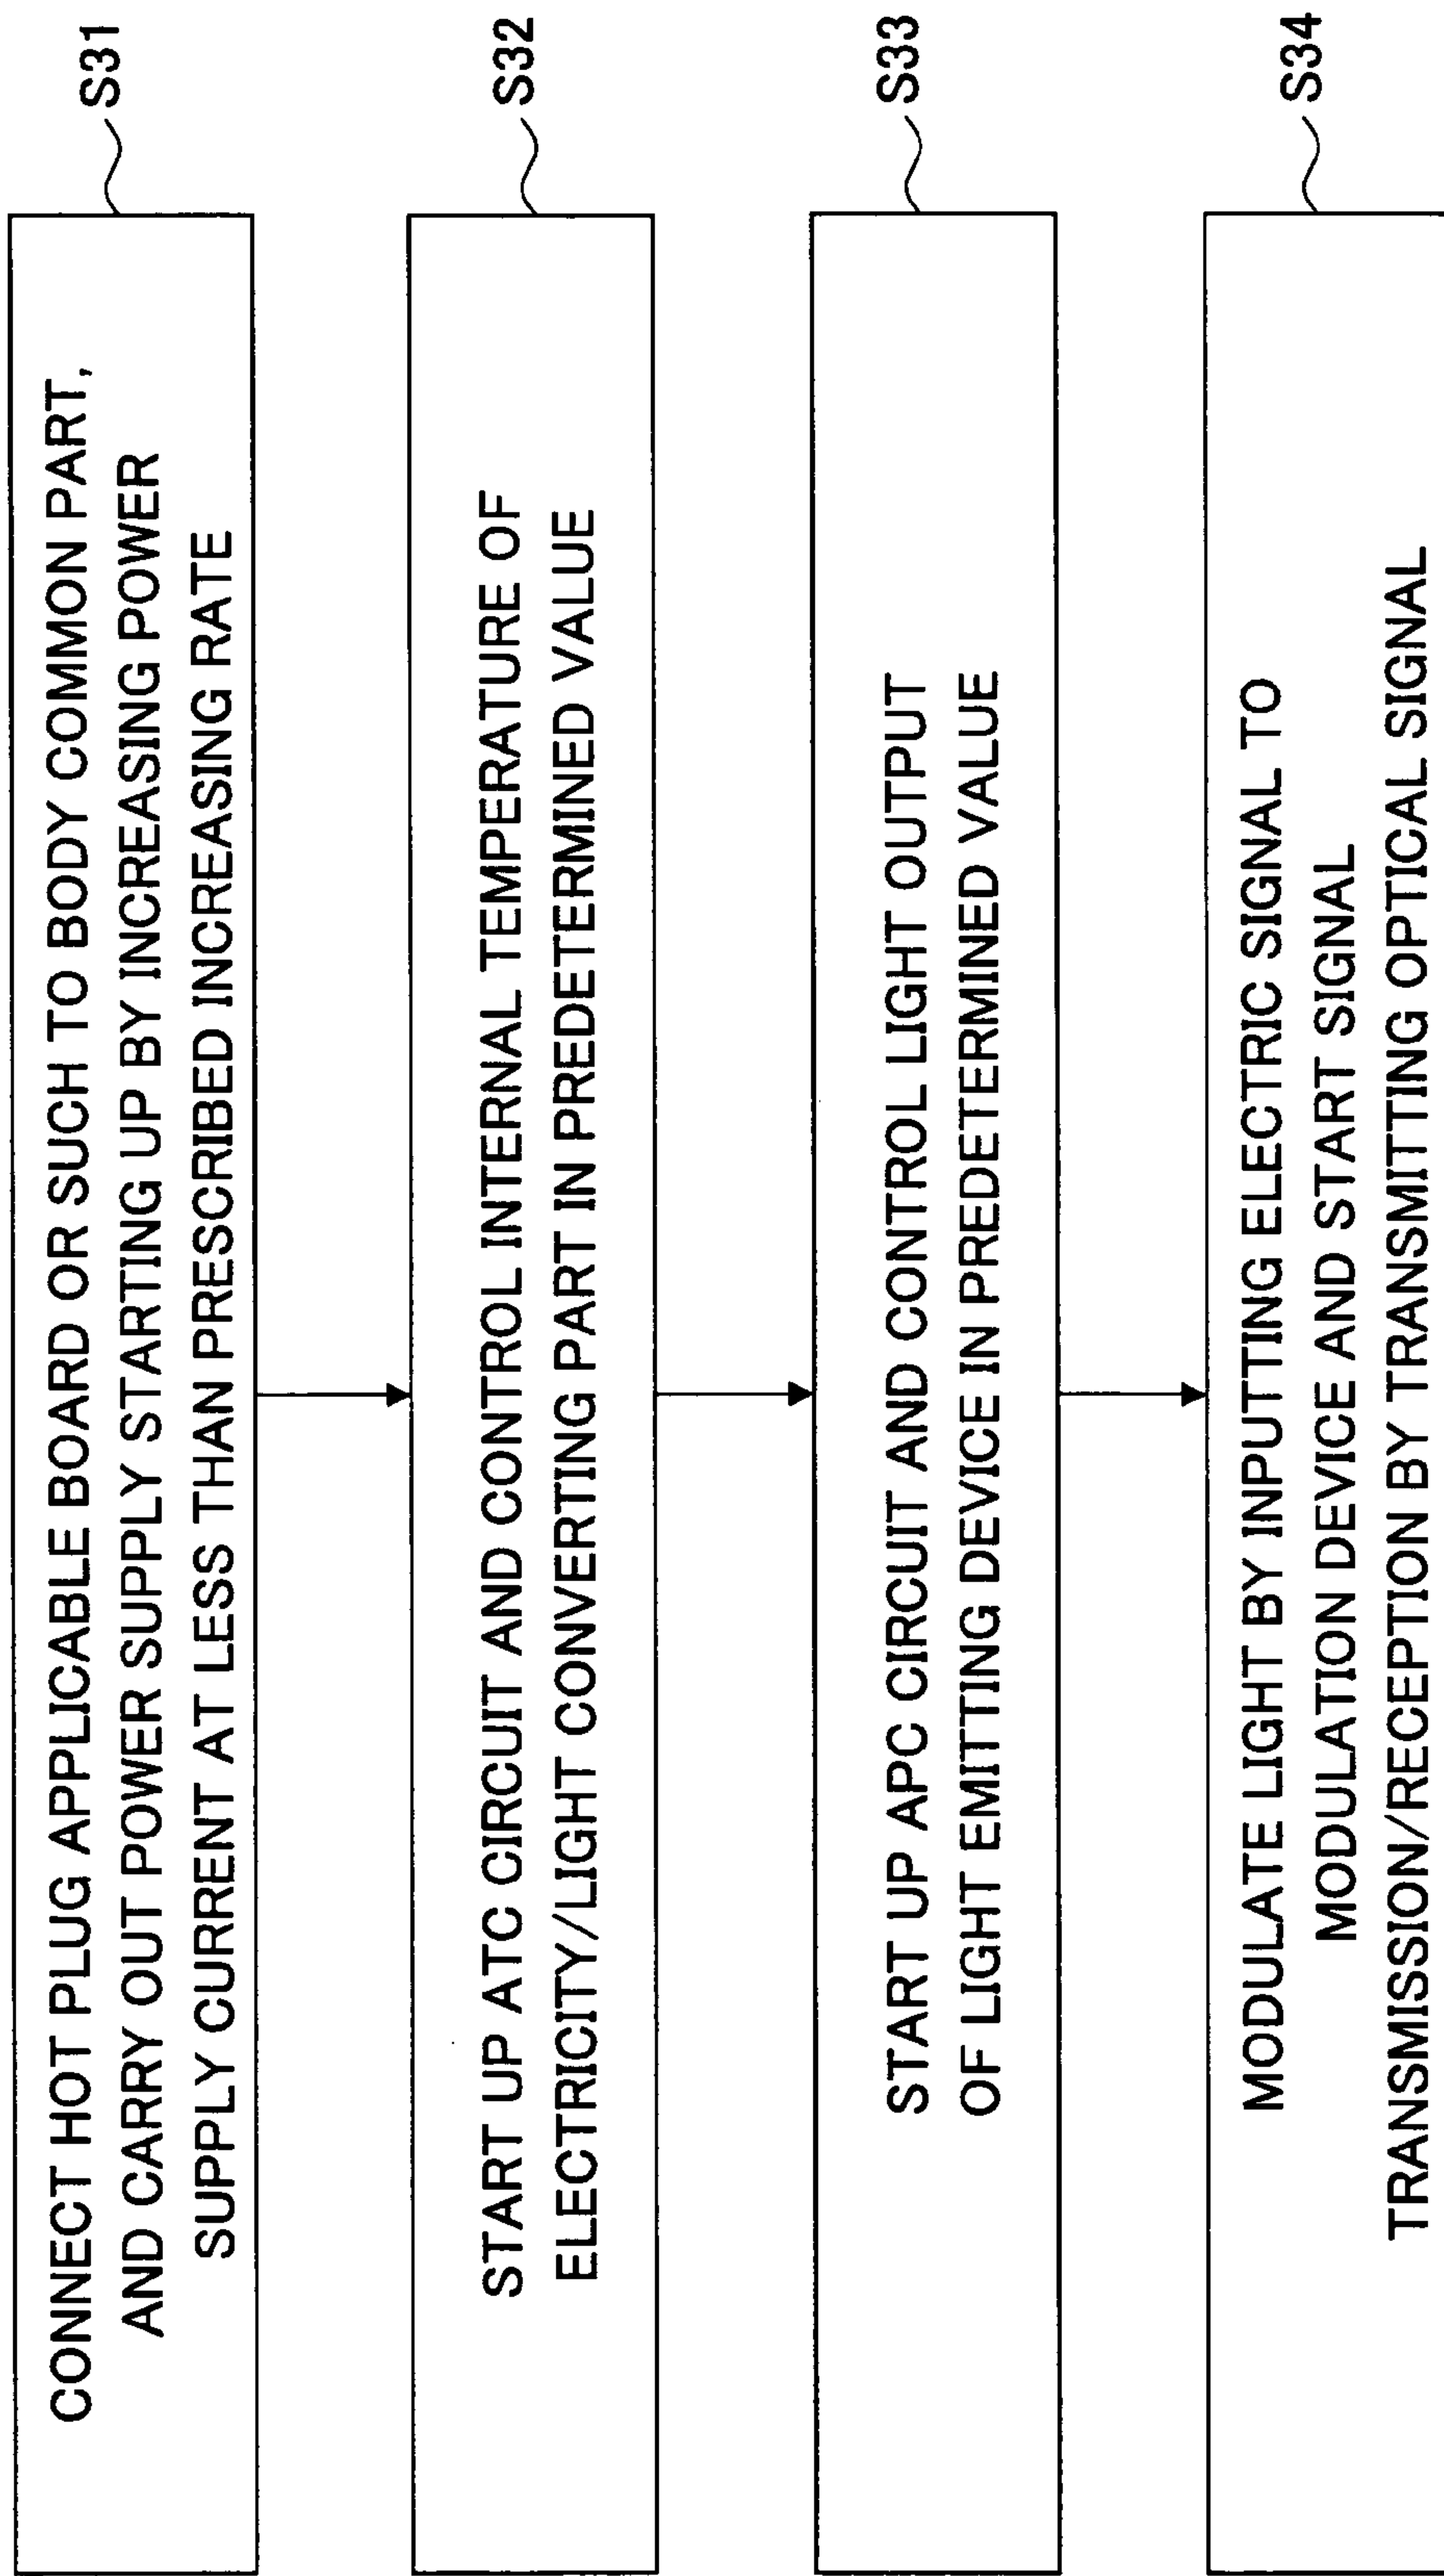 CONNECT HOT PLUG APPLICABLE BOARD OR SUCH TO BODY COMMON PART,
AND CARRY OUT POWER SUPPLY STARTING UP BY INCREASING POWER
SUPPLY CURRENT AT LESS THAN PRESCRIBED INCREASING RATE
S31
START UP ATC CIRCUIT AND CONTROL INTERNAL TEMPERATURE OF
ELECTRICITY/LIGHT CONVERTING PART IN PREDETERMINED VALUE
S32
START UP APC CIRCUIT AND CONTROL LIGHT OUTPUT
OF LIGHT EMITTING DEVICE IN PREDETERMINED VALUE
S33
MODULATE LIGHT BY INPUTTING ELECTRIC SIGNAL TO
MODULATION DEVICE AND START SIGNAL
TRANSMISSION/RECEPTION BY TRANSMITTING OPTICAL SIGNAL
S34